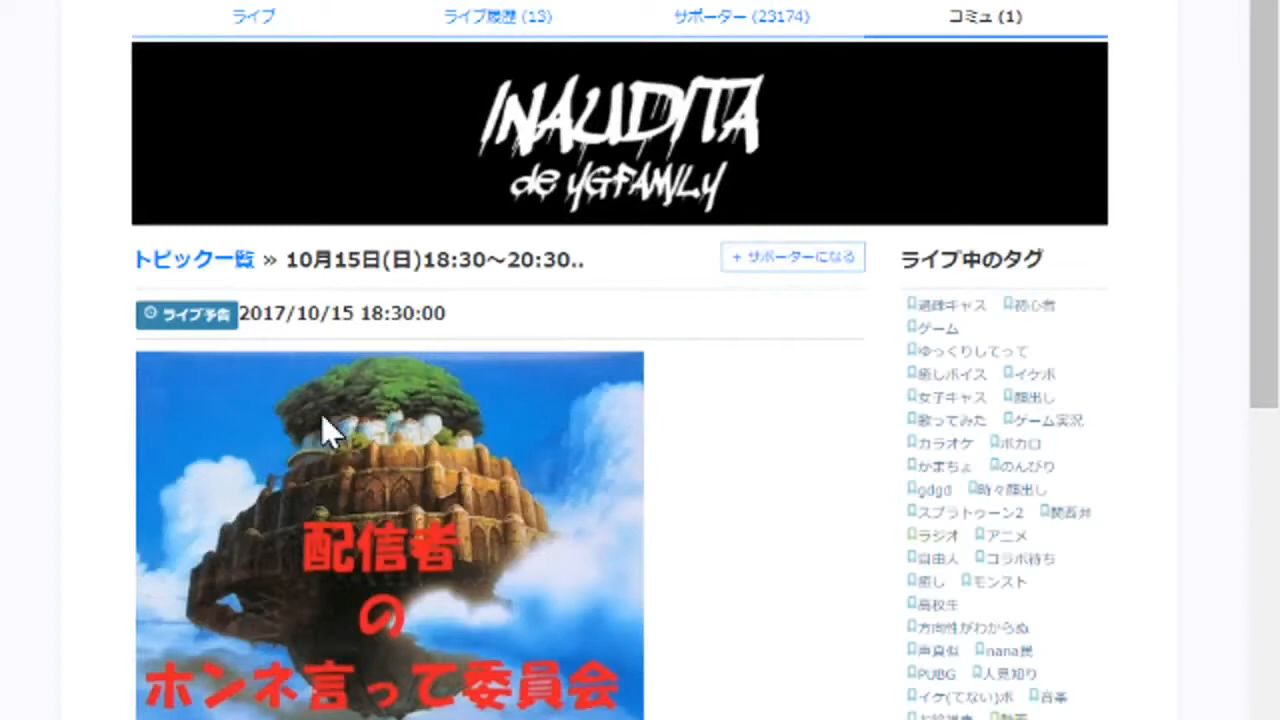 ライブ
ライブ履歴 (13)
サポーター (23174)
コミュ (1)
INAUDITA
de YGFAMILY
トピック一覧 » 10月15日(日)18:30〜20:30..
+ サポーターになる
ライブ予告 2017/10/15 18:30:00
配信者
の
ホンネ言って委員会
ライブ中のタグ
過疎キャス 初心者
ゲーム
ゆっくりしてって
癒しボイス イケボ
女子キャス 顔出し
歌ってみた ゲーム実況
カラオケ ボカロ
かまちょ のんびり
gdgd 時々顔出し
スプラトゥーン2 関西弁
ラジオ アニメ
自由人 コラボ待ち
癒し モンスト
高校生
方向性がわからぬ
声真似 nana民
PUBG 人見知り
イケ(てない)ボ 音楽